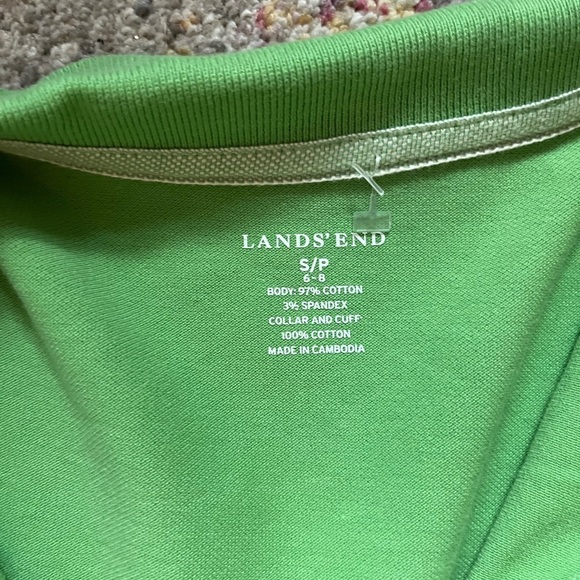 LANDS' END
S/P
6-8
BODY: 97% COTTON
3% SPANDEX
COLLAR AND CUFF:
100% COTTON
MADE IN CAMBODIA